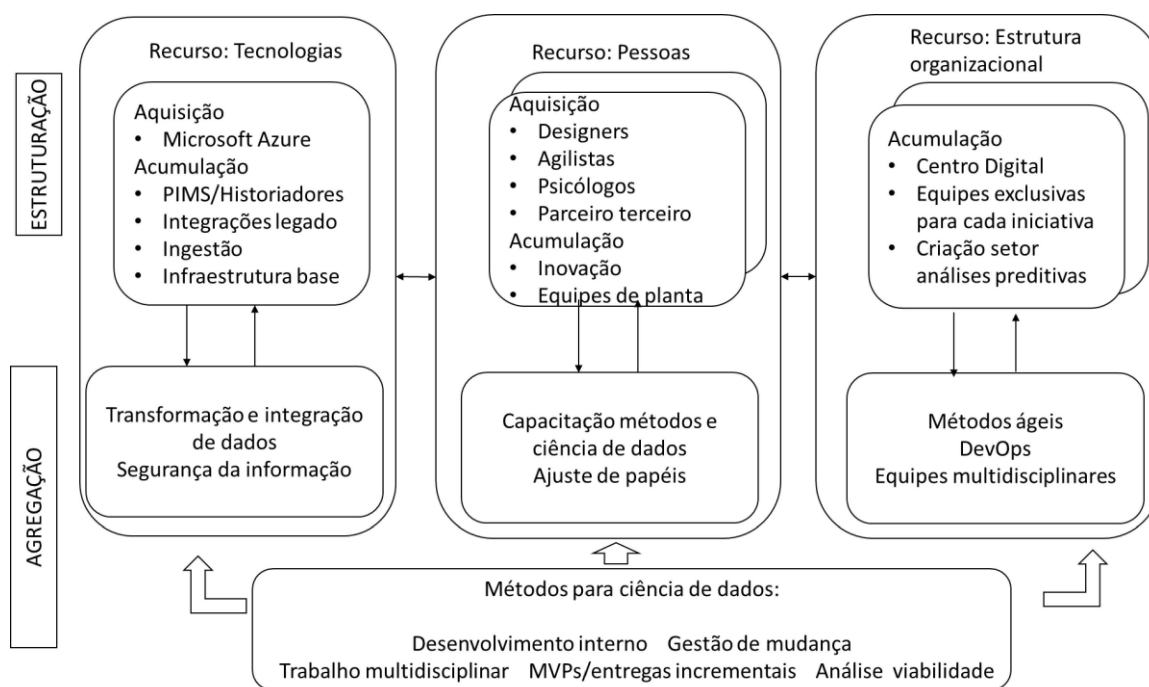 ESTRUTURAÇÃO
Recurso: Tecnologias
Aquisição
• Microsoft Azure
Acumulação
• PIMS/Historiadores
• Integrações legado
• Ingestão
• Infraestrutura base
Recurso: Pessoas
Aquisição
• Designers
• Agilistas
• Psicólogos
• Parceiro terceiro
Acumulação
• Inovação
• Equipes de planta
Recurso: Estrutura
organizacional
Acumulação
• Centro Digital
• Equipes exclusivas
para cada iniciativa
• Criação setor
análises preditivas
AGREGAÇÃO
Transformação e integração
de dados
Segurança da informação
Capacitação métodos e
ciência de dados
Ajuste de papéis
Métodos ágeis
DevOps
Equipes multidisciplinares
Métodos para ciência de dados:
Desenvolvimento interno Gestão de mudança
Trabalho multidisciplinar MVPs/entregas incrementais Análise viabilidade